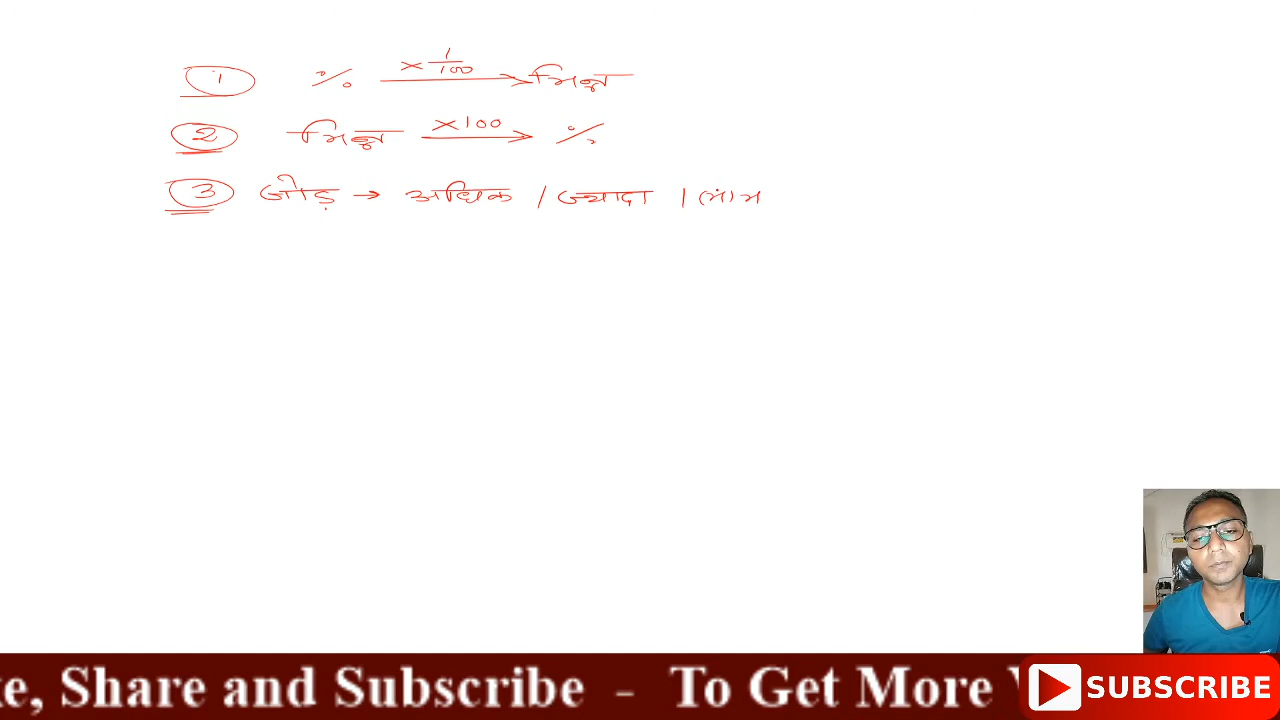 ① % ×1/100 → भिन्न
② भिन्न ×100 → %
③ जोड़ → अधिक / ज्यादा /
e, Share and Subscribe - To Get More
SUBSCRIBE